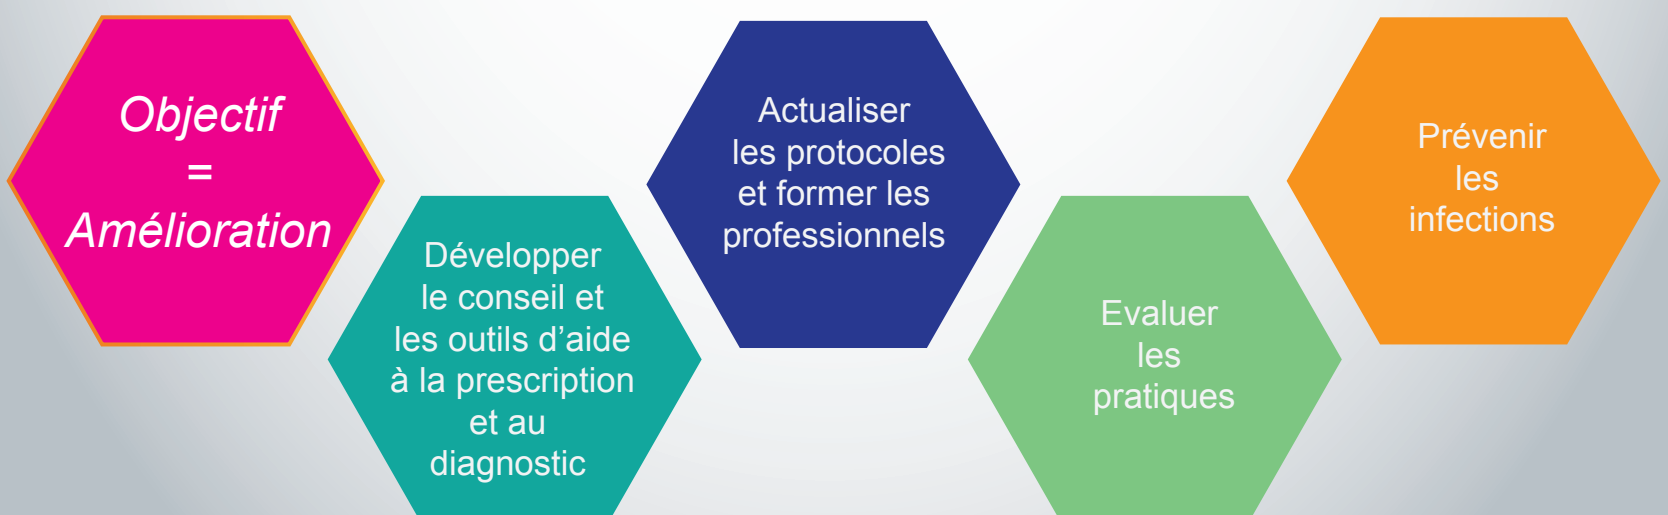 Objectif
=
Amélioration
Développer
le conseil et
les outils d’aide
à la prescription
et au
diagnostic
Actualiser
les protocoles
et former les
professionnels
Evaluer
les
pratiques
Prévenir
les
infections